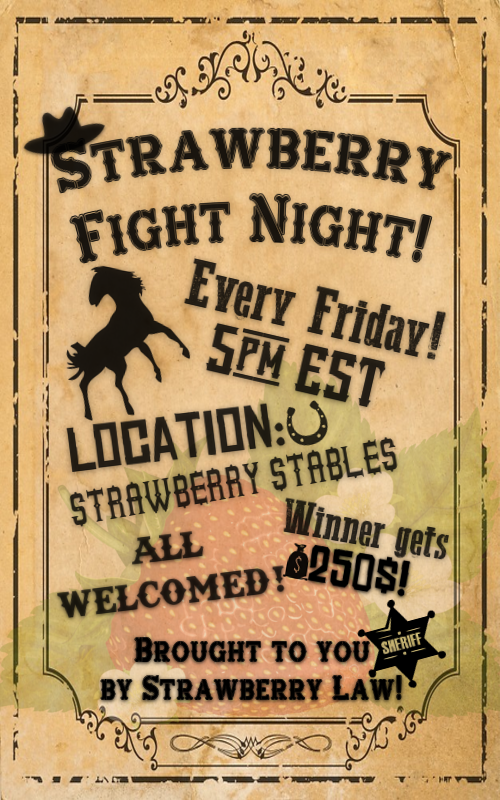 Strawberry
Fight Night!
Every Friday!
5PM EST
LOCATION:
STRAWBERRY STABLES
Winner gets
$ 250$!
ALL
WELCOMED!
SHERIFF
Brought to you
by Strawberry Law!